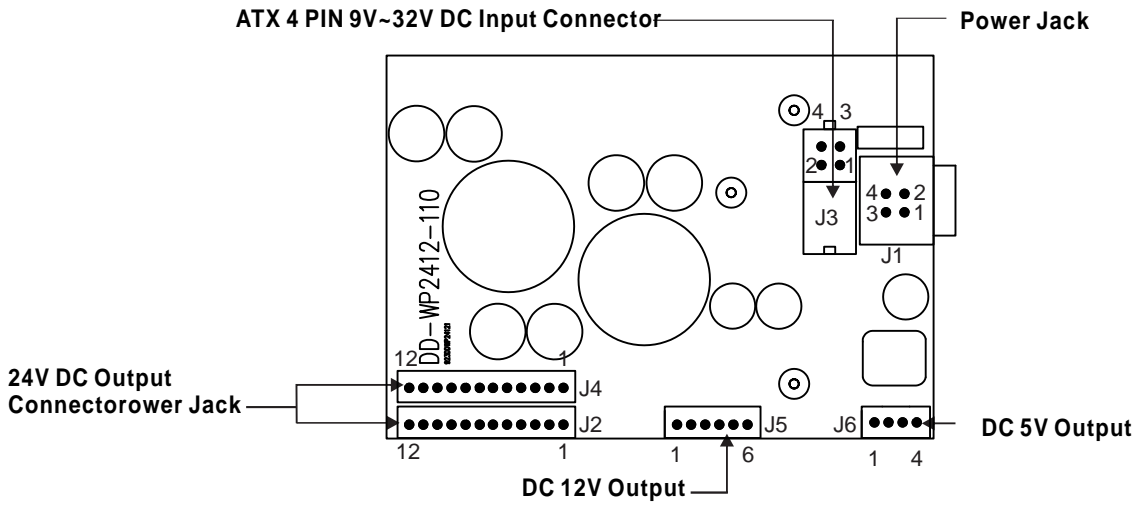 ATX 4 PIN 9V~32V DC Input Connector
Power Jack
4 3
2 1
J3
4 2
3 1
J1
DD-WP2412-110
12 1
J4
24V DC Output
Connectorower Jack
J2
12 1
J5
1 6
DC 12V Output
J6
1 4
DC 5V Output